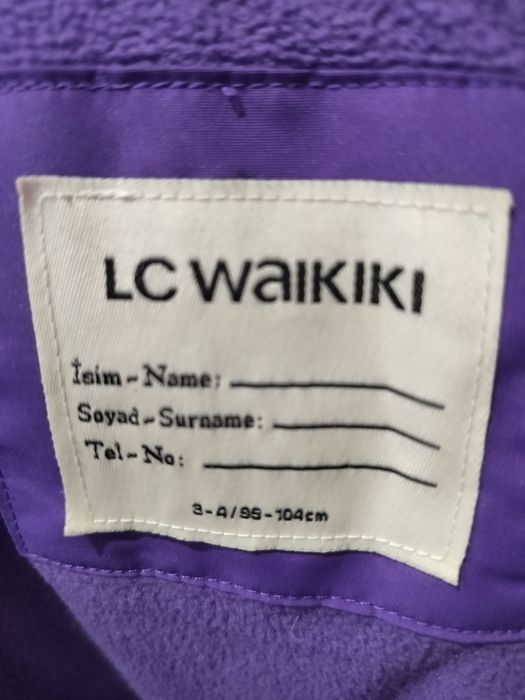 LC WAIKIKI
İsim-Name:
Soyad-Surname:
Tel-No:
3-4/98-104cm